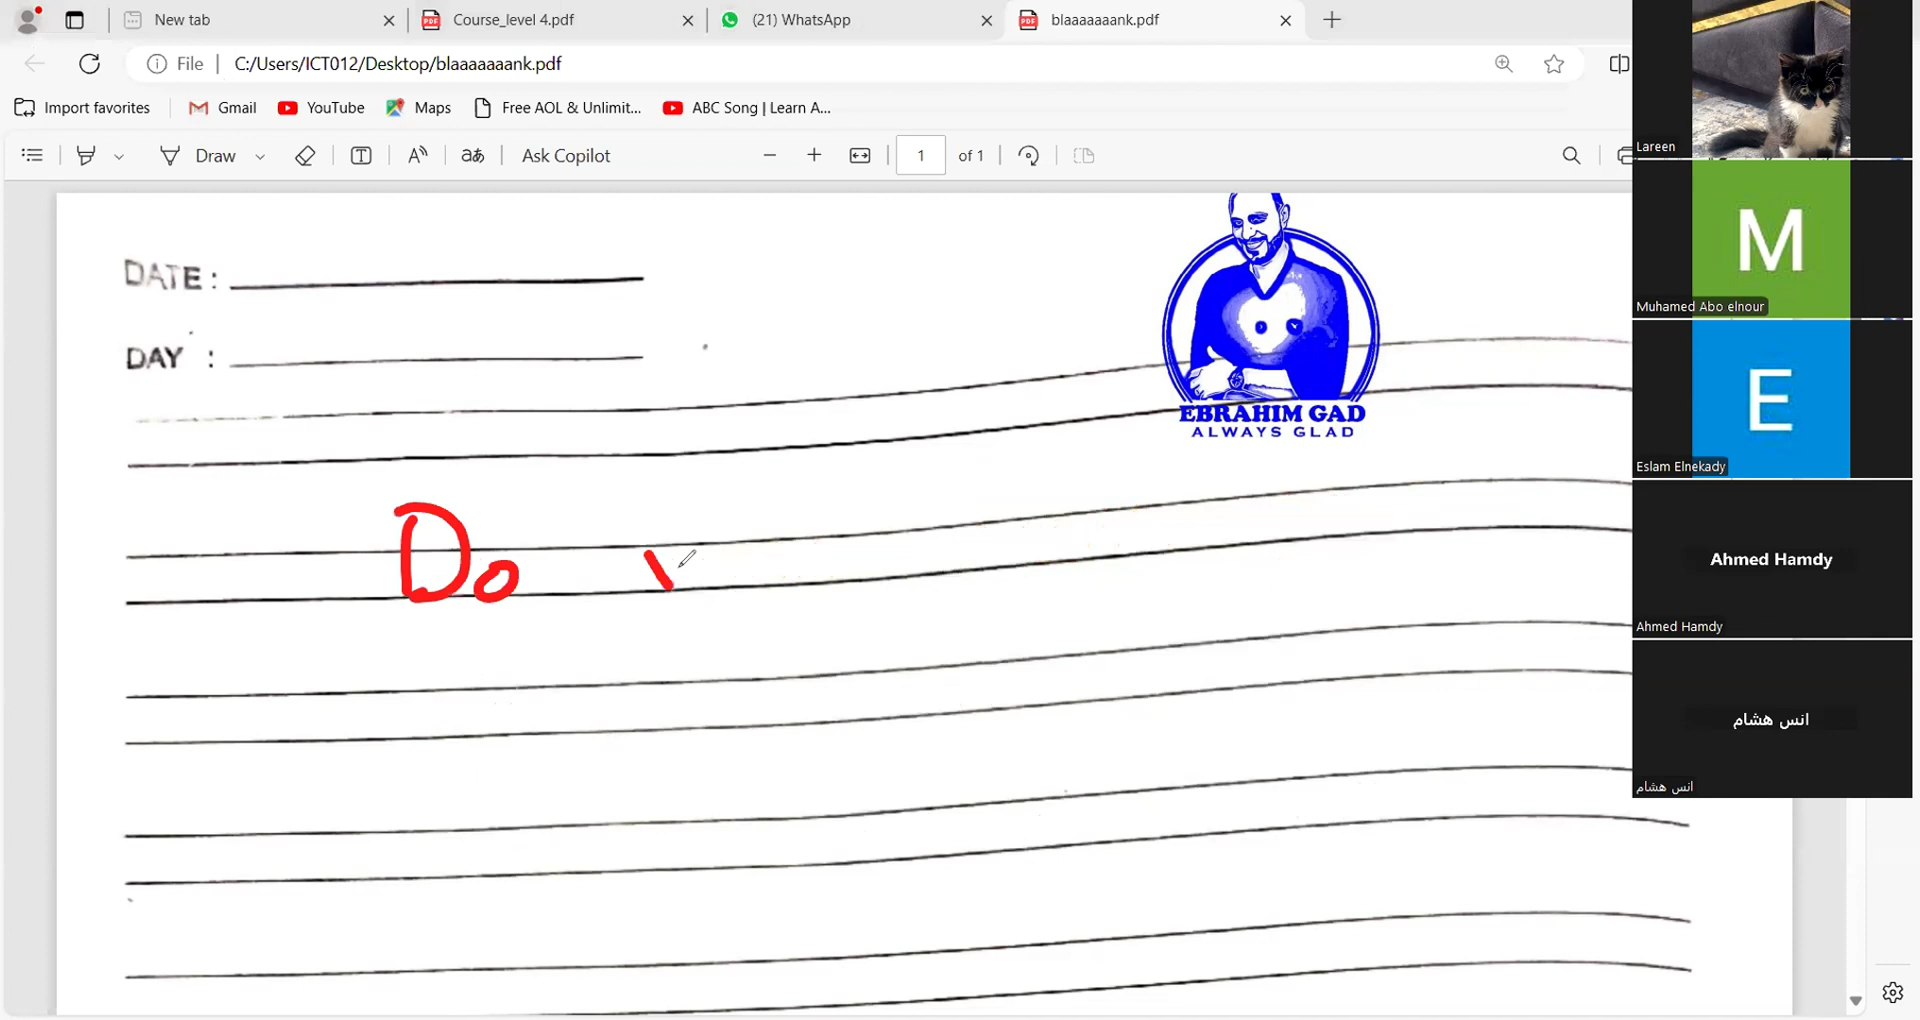 New tab
Course_level 4.pdf
(21) WhatsApp
blaaaaaaank.pdf
File
C:/Users/ICT012/Desktop/blaaaaaaank.pdf
Import favorites
Gmail
YouTube
Maps
Free AOL & Unlimit...
ABC Song | Learn A...
Draw
Ask Copilot
1
of 1
DATE :
DAY :
EBRAHIM GAD
ALWAYS GLAD
Do
Lareen
M
Muhamed Abo elnour
E
Eslam Elnekady
Ahmed Hamdy
Ahmed Hamdy
انس هشام
انس هشام